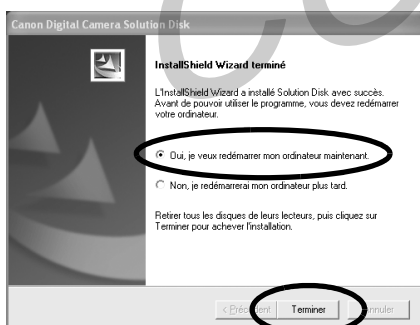 Canon Digital Camera Solution Disk
InstallShield Wizard terminé
L'InstallShield Wizard a installé Solution Disk avec succès.
Avant de pouvoir utiliser le programme, vous devez redémarrer
votre ordinateur.
Oui, je veux redémarrer mon ordinateur maintenant.
Non, je redémarrerai mon ordinateur plus tard.
Retirer tous les disques de leurs lecteurs, puis cliquez sur
Terminer pour achever l'installation.
< Précédent Terminer Annuler